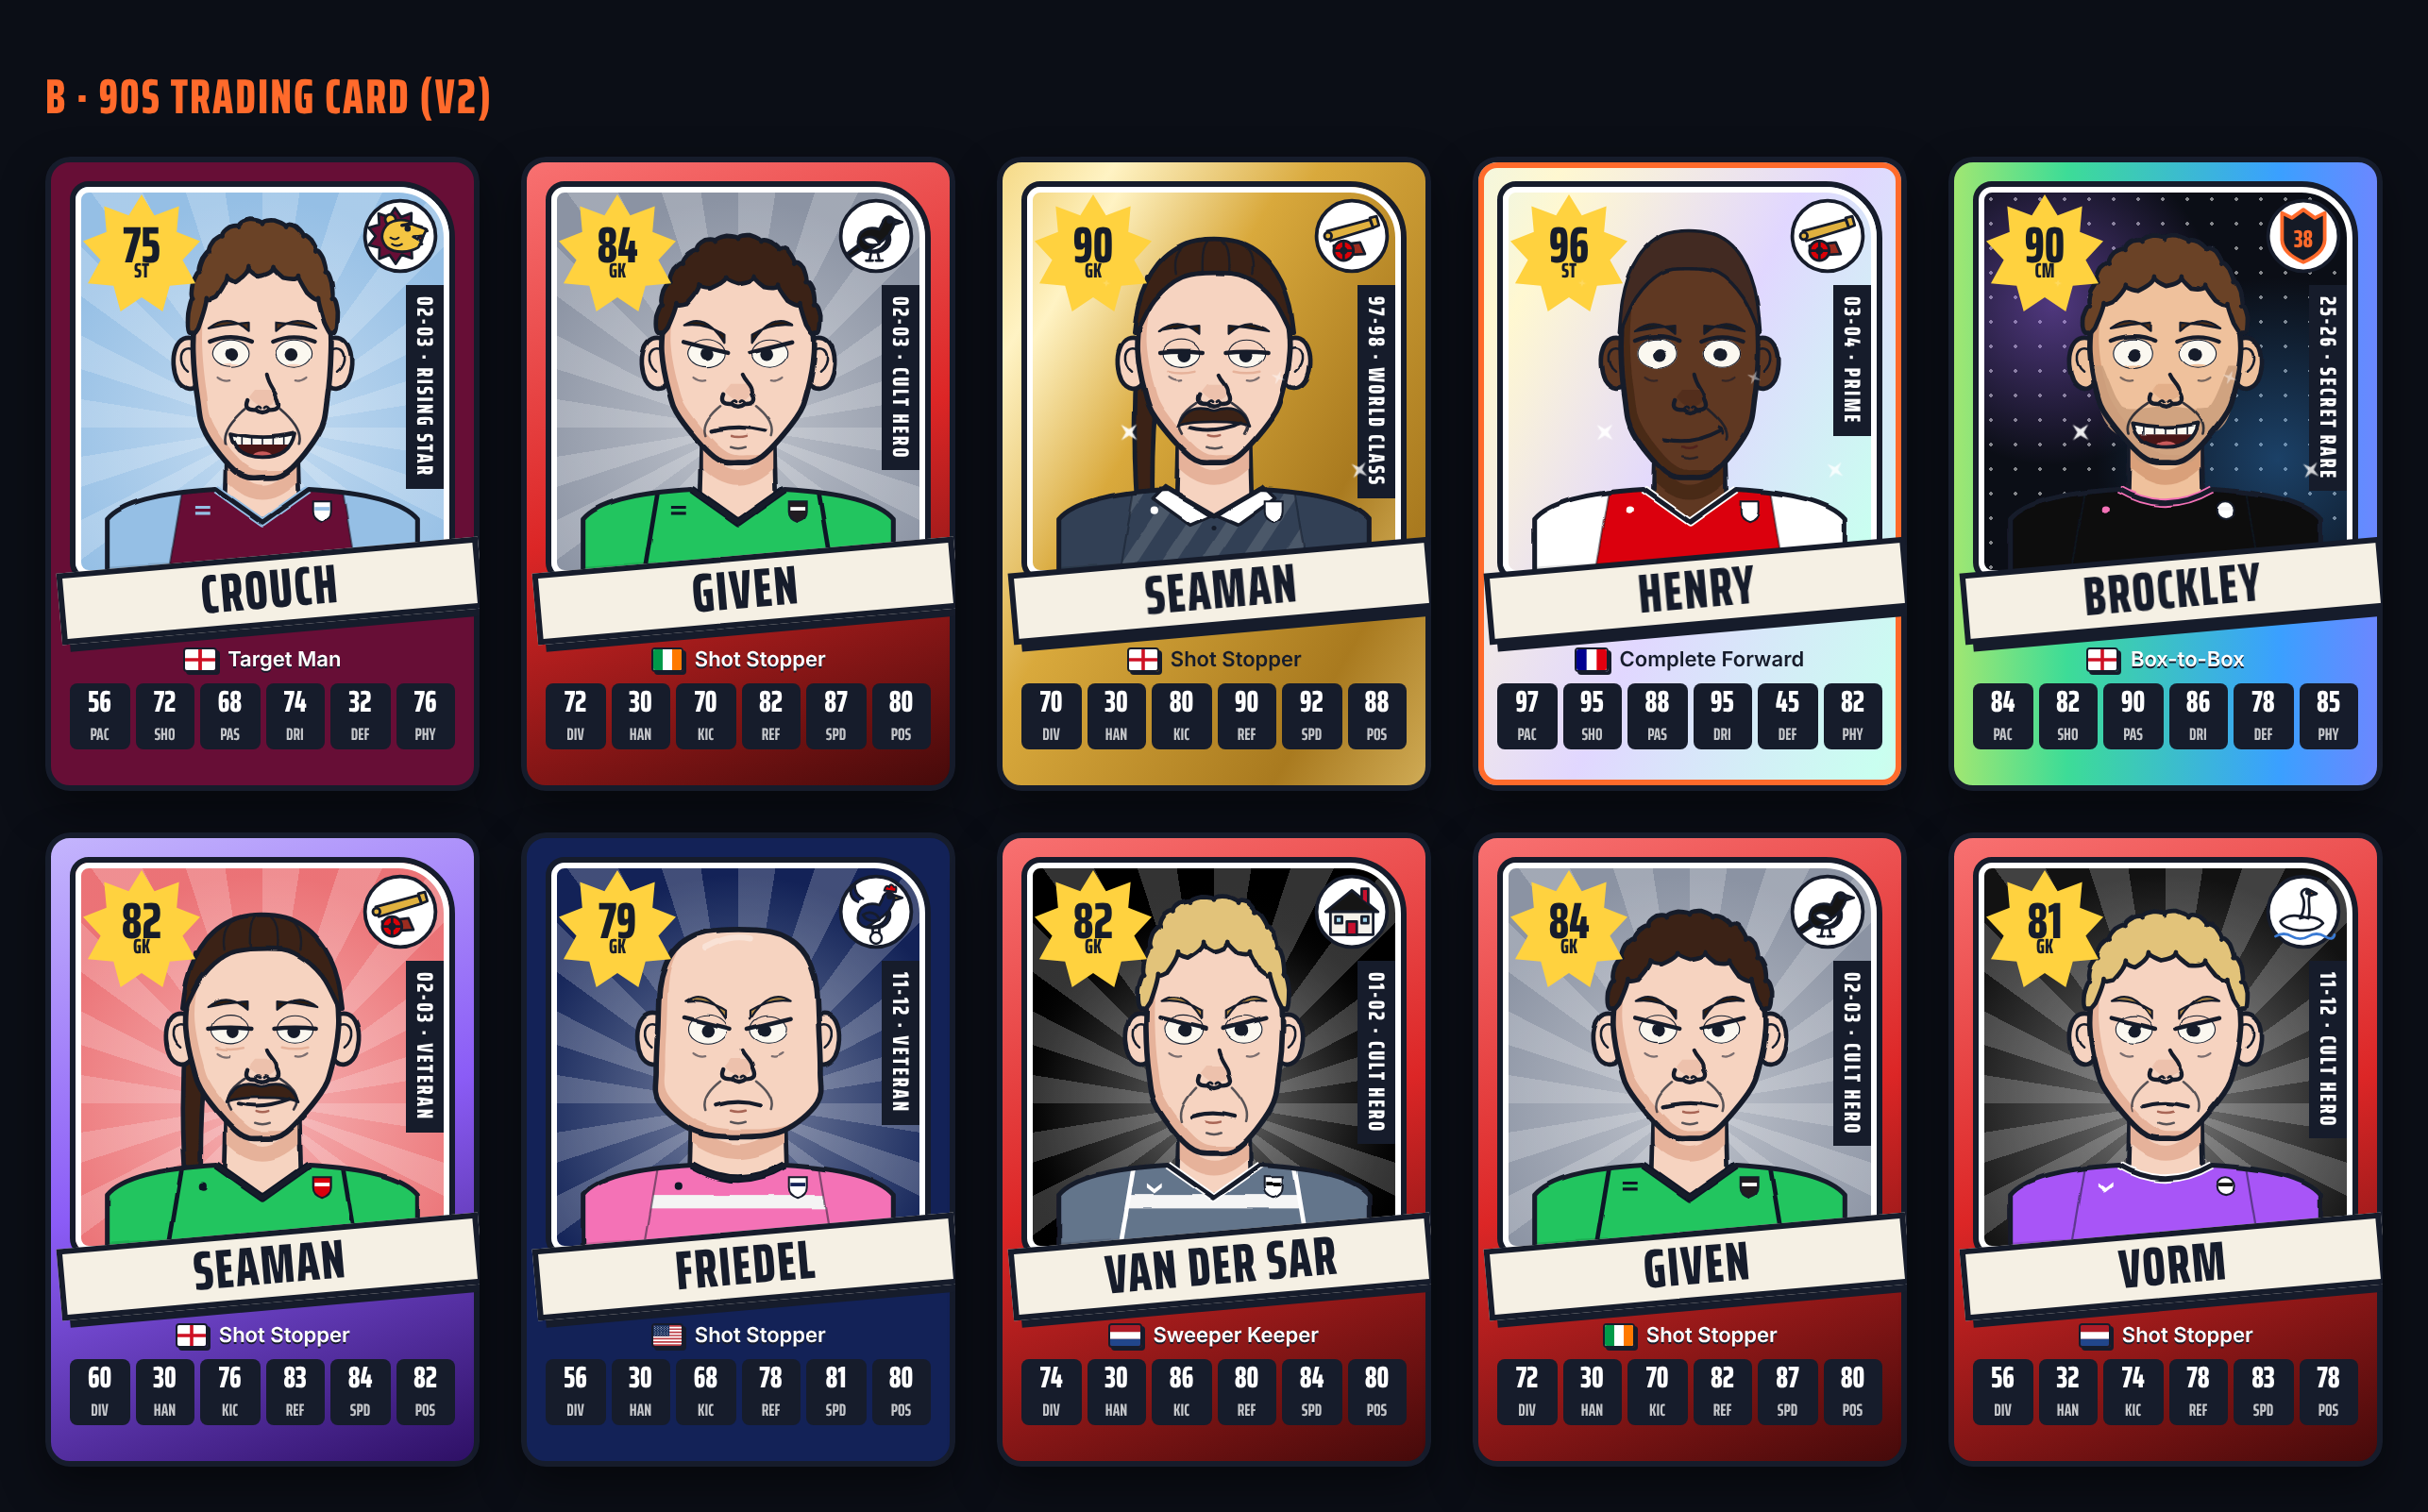 B · 90S TRADING CARD (V2)
75
ST
02-03 · RISING STAR
CROUCH
Target Man
56 72 68 74 32 76
PAC SHO PAS DRI DEF PHY
84
GK
02-03 · CULT HERO
GIVEN
Shot Stopper
72 30 70 82 87 80
DIV HAN KIC REF SPD POS
90
GK
97-98 · WORLD CLASS
SEAMAN
Shot Stopper
70 30 80 90 92 88
DIV HAN KIC REF SPD POS
96
ST
03-04 · PRIME
HENRY
Complete Forward
97 95 88 95 45 82
PAC SHO PAS DRI DEF PHY
90
CM
38
25-26 · SECRET RARE
BROCKLEY
Box-to-Box
84 82 90 86 78 85
PAC SHO PAS DRI DEF PHY
82
GK
02-03 · VETERAN
SEAMAN
Shot Stopper
60 30 76 83 84 82
DIV HAN KIC REF SPD POS
79
GK
11-12 · VETERAN
FRIEDEL
Shot Stopper
56 30 68 78 81 80
DIV HAN KIC REF SPD POS
82
GK
01-02 · CULT HERO
VAN DER SAR
Sweeper Keeper
74 30 86 80 84 80
DIV HAN KIC REF SPD POS
84
GK
02-03 · CULT HERO
GIVEN
Shot Stopper
72 30 70 82 87 80
DIV HAN KIC REF SPD POS
81
GK
11-12 · CULT HERO
VORM
Shot Stopper
56 32 74 78 83 78
DIV HAN KIC REF SPD POS